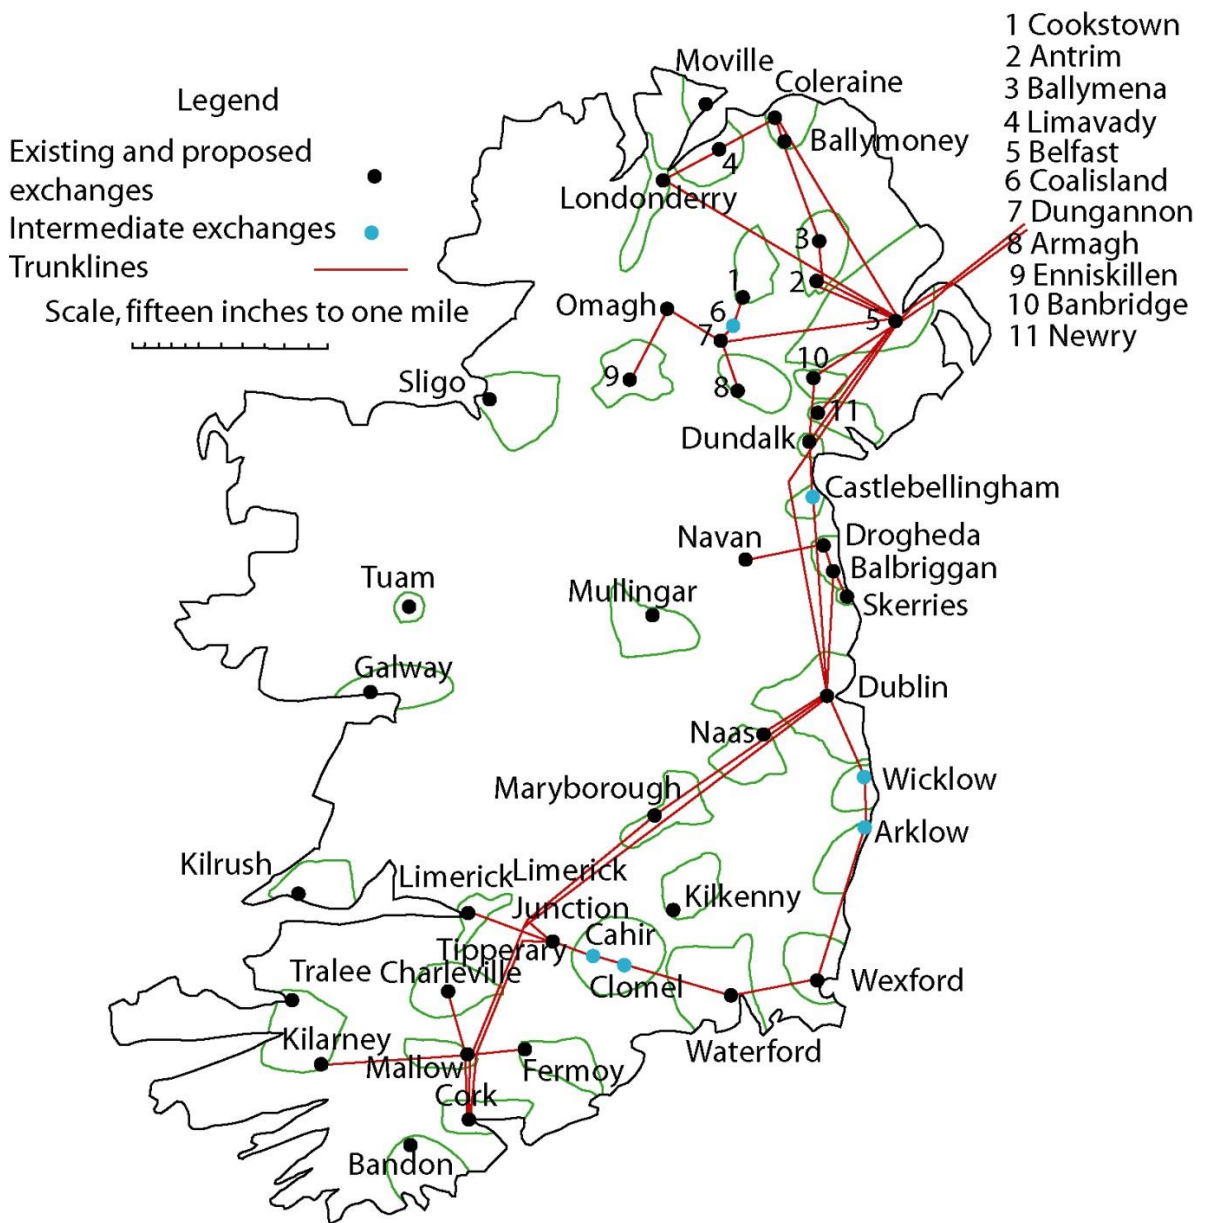 Legend
Existing and proposed
exchanges
Intermediate exchanges
Trunklines
Scale, fifteen inches to one mile
1 Cookstown
2 Antrim
3 Ballymena
4 Limavady
5 Belfast
6 Coalisland
7 Dungannon
8 Armagh
9 Enniskillen
10 Banbridge
11 Newry
Moville
Coleraine
Ballymoney
4
Londonderry
3
1
2
Omagh
6
5
7
10
9
8
Sligo
11
Dundalk
Castlebellingham
Navan
Drogheda
Balbriggan
Tuam
Mullingar
Skerries
Galway
Dublin
Naas
Wicklow
Maryborough
Arklow
Kilrush
Limerick
Limerick
Junction
Kilkenny
Cahir
Tipperary
Tralee
Charleville
Clomel
Wexford
Kilarney
Mallow
Fermoy
Waterford
Cork
Bandon